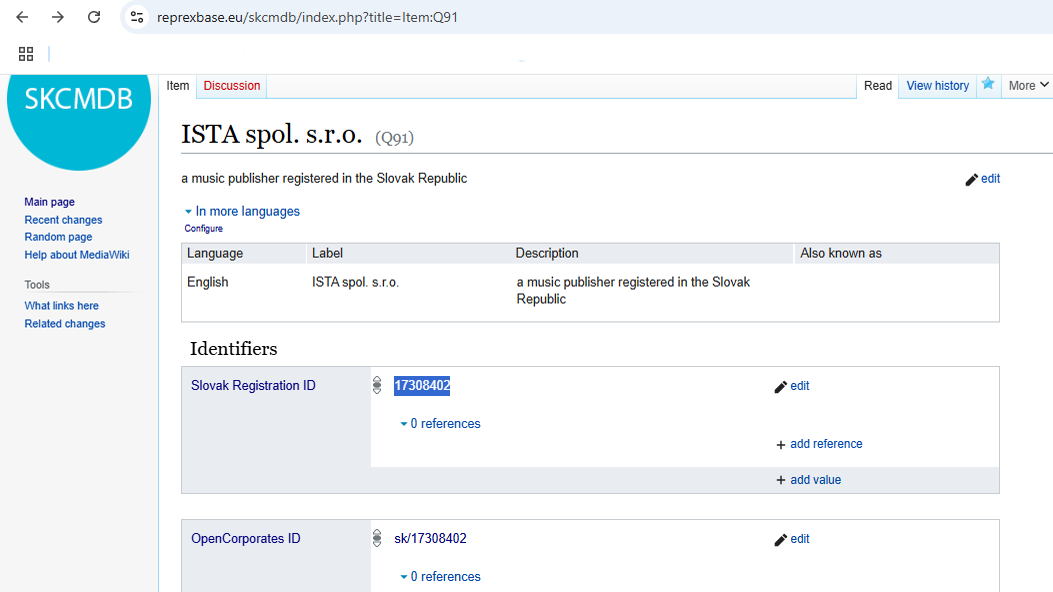 reprexbase.eu/skcmdb/index.php?title=Item:Q91
SKCMDB
Item Discussion Read View history More
ISTA spol. s.r.o. (Q91)
a music publisher registered in the Slovak Republic edit
In more languages
Configure
Language Label Description Also known as
English ISTA spol. s.r.o. a music publisher registered in the Slovak
Republic
Main page
Recent changes
Random page
Help about MediaWiki
Tools
What links here
Related changes
Identifiers
Slovak Registration ID 17308402 edit
0 references
+ add reference
+ add value
OpenCorporates ID sk/17308402 edit
0 references